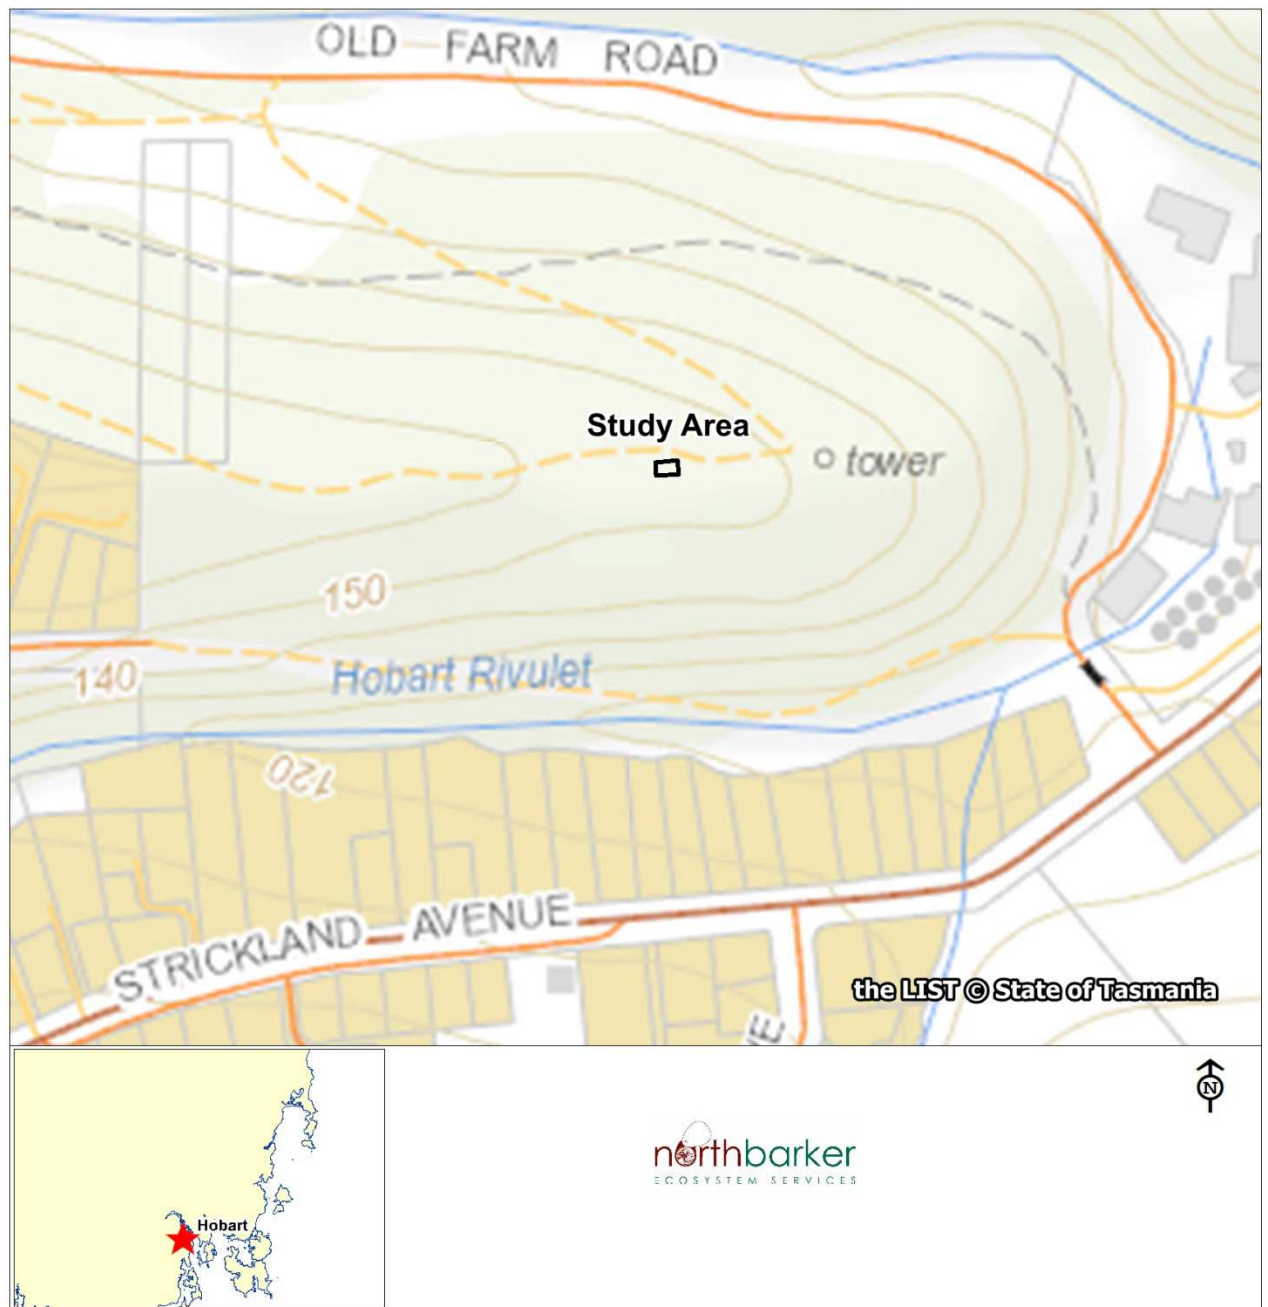 OLD FARM ROAD
Study Area
tower
150
Hobart Rivulet
140
120
STRICKLAND AVENUE
the LIST © State of Tasmania
Hobart
N
northbarker
ECOSYSTEM SERVICES